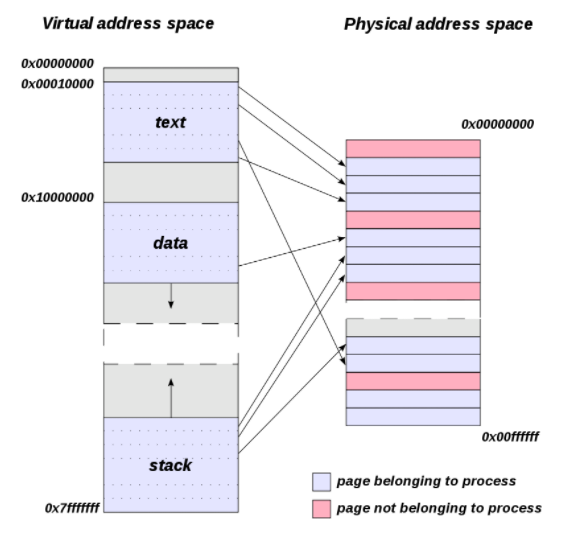 Virtual address space
Physical address space
0x00000000
0x00010000
text
0x10000000
data
stack
0x7fffffff
0x00000000
0x00ffffff
page belonging to process
page not belonging to process